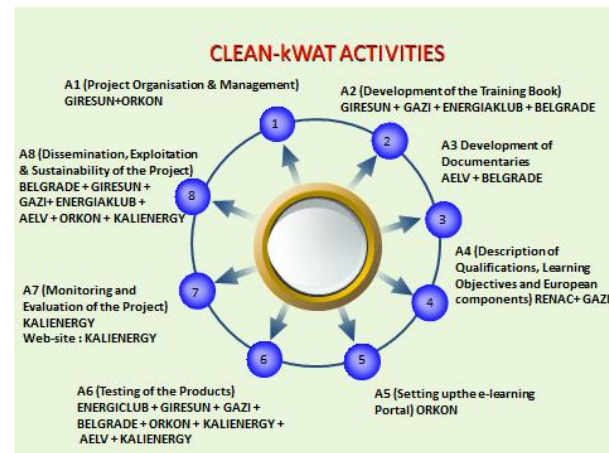 CLEAN-kWAT ACTIVITIES
A1 (Project Organisation & Management)
GIRESUN+ORKON
A2 (Development of the Training Book)
GIRESUN + GAZI + ENERGIAKLUB + BELGRADE
A3 Development of
Documentaries
AELV + BELGRADE
A4 (Description of
Qualifications, Learning
Objectives and European
components) RENAC+ GAZI
A5 (Setting upthe e-learning
Portal) ORKON
A6 (Testing of the Products)
ENERGICLUB + GIRESUN + GAZI +
BELGRADE + ORKON + KALIENERGY +
AELV + KALIENERGY
A7 (Monitoring and
Evaluation of the Project)
KALIENERGY
Web-site : KALIENERGY
A8 (Dissemination, Exploitation
& Sustainability of the Project)
BELGRADE + GIRESUN +
GAZI+ ENERGIAKLUB +
AELV + ORKON + KALIENERGY
1
2
3
4
5
6
7
8